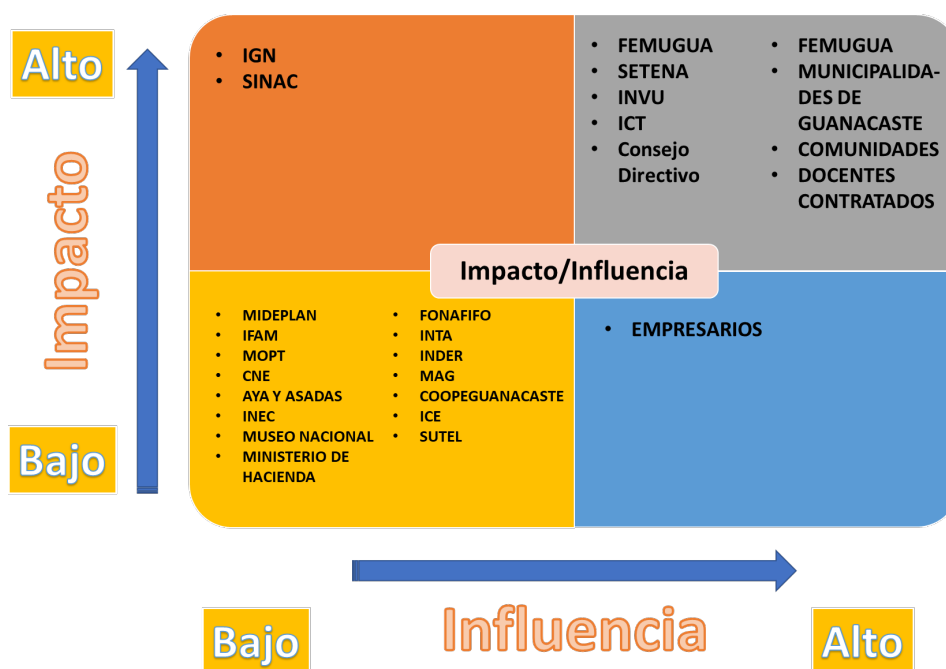 Alto
Impacto
Bajo
• IGN
• SINAC
• FEMUGUA
• SETENA
• INVU
• ICT
• Consejo
Directivo
• FEMUGUA
• MUNICIPALIDA-
DES DE
GUANACASTE
• COMUNIDADES
• DOCENTES
CONTRATADOS
Impacto/Influencia
• MIDEPLAN
• IFAM
• MOPT
• CNE
• AYA Y ASADAS
• INEC
• MUSEO NACIONAL
• MINISTERIO DE
HACIENDA
• FONAFIFO
• INTA
• INDER
• MAG
• COOPEGUANACASTE
• ICE
• SUTEL
• EMPRESARIOS
Bajo
Influencia
Alto